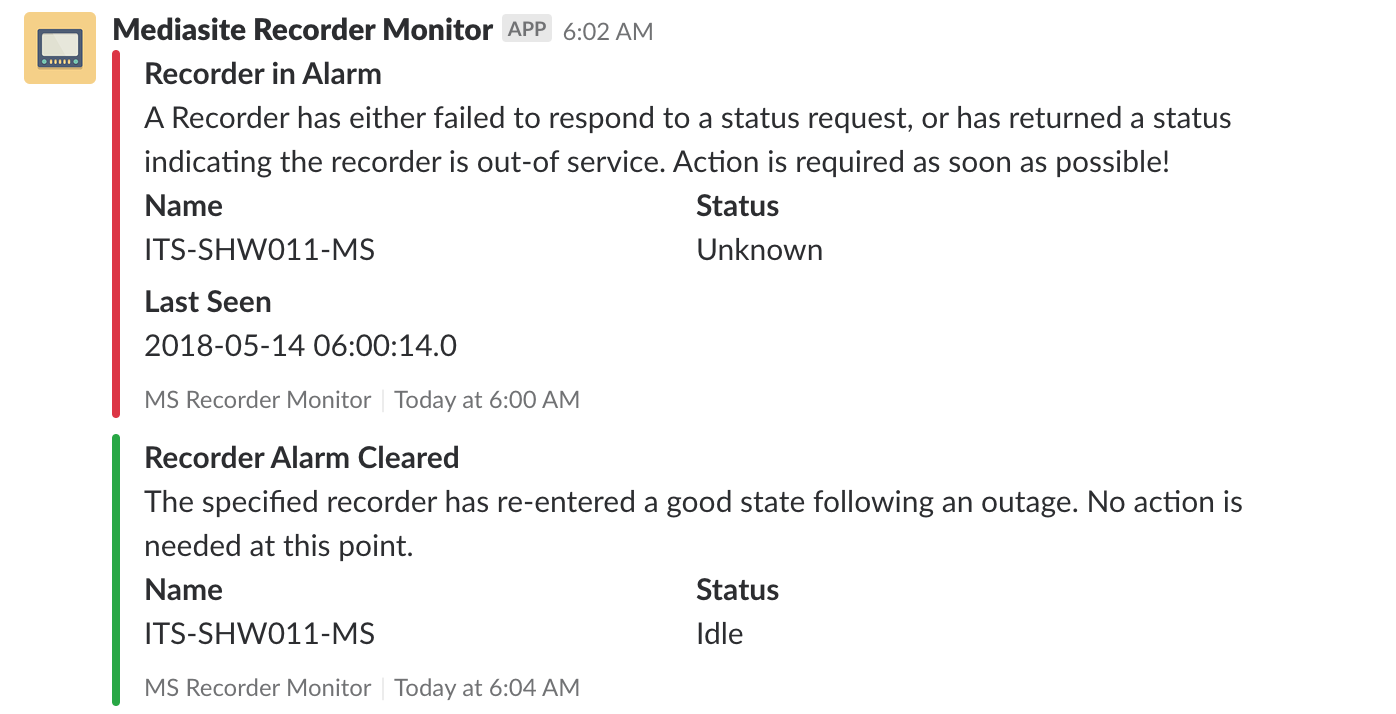 Mediasite Recorder Monitor APP 6:02 AM
Recorder in Alarm
A Recorder has either failed to respond to a status request, or has returned a status
indicating the recorder is out-of service. Action is required as soon as possible!
Name Status
ITS-SHW011-MS Unknown
Last Seen
2018-05-14 06:00:14.0
MS Recorder Monitor | Today at 6:00 AM
Recorder Alarm Cleared
The specified recorder has re-entered a good state following an outage. No action is
needed at this point.
Name Status
ITS-SHW011-MS Idle
MS Recorder Monitor | Today at 6:04 AM